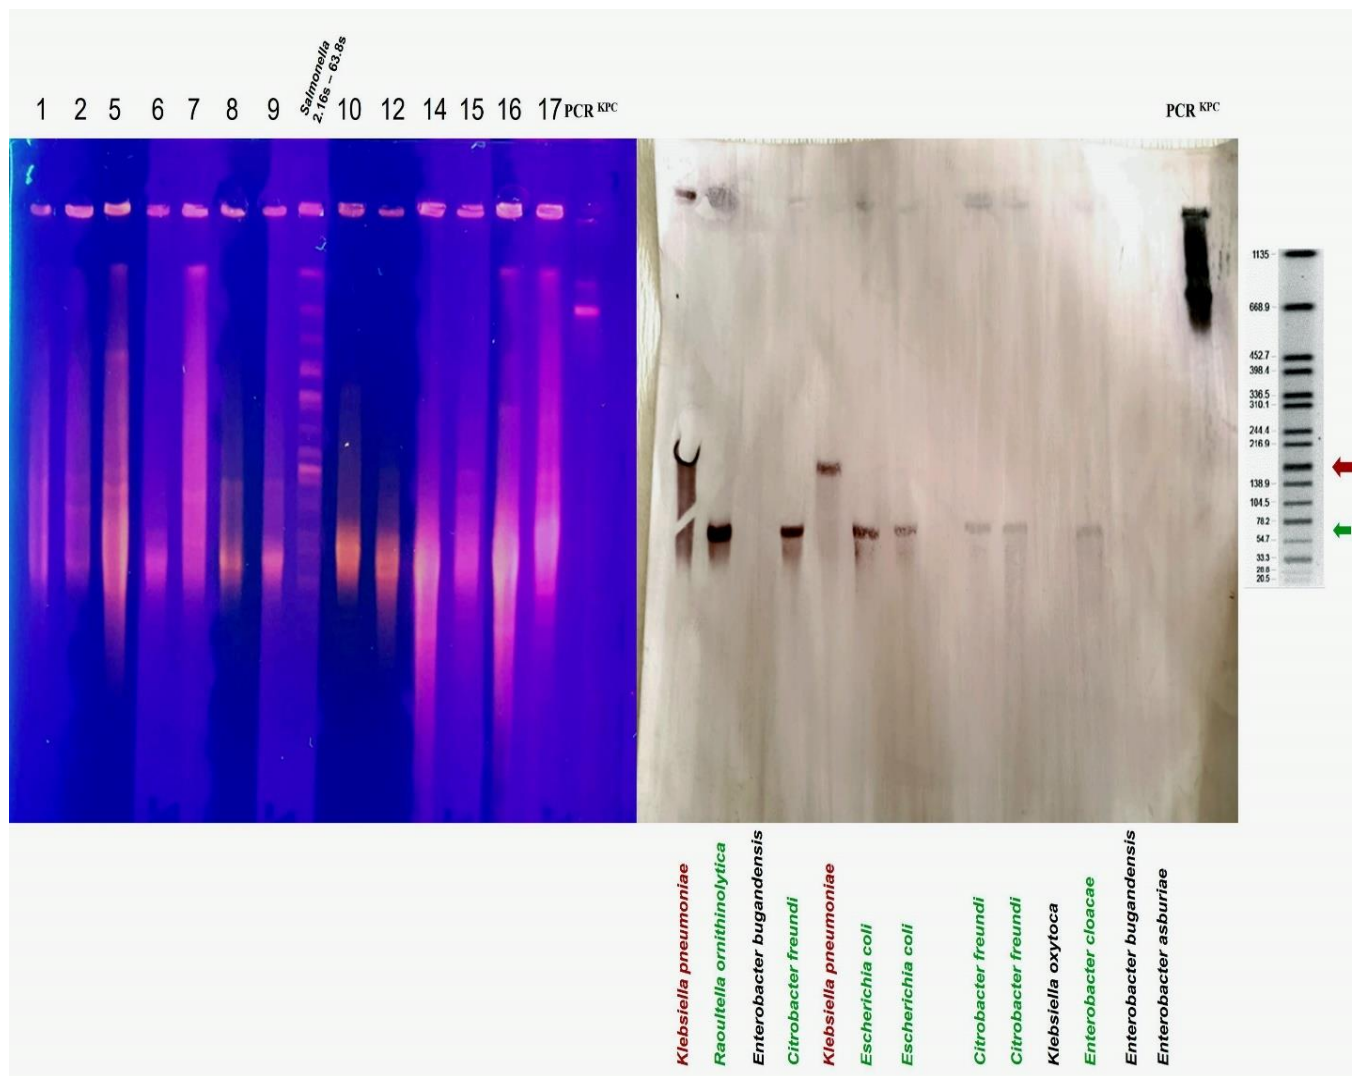 Salmonella
2.16s – 63.8s
1 2 5 6 7 8 9 10 12 14 15 16 17 PCR KPC
PCR KPC
1135
668.9
452.7
398.4
336.5
310.1
244.4
216.9
138.9
104.5
78.2
54.7
33.3
28.8
20.5
Klebsiella pneumoniae
Raoultella ornithinolytica
Enterobacter bugandensis
Citrobacter freundi
Klebsiella pneumoniae
Escherichia coli
Escherichia coli
Citrobacter freundi
Citrobacter freundi
Klebsiella oxytoca
Enterobacter cloacae
Enterobacter bugandensis
Enterobacter asburiae